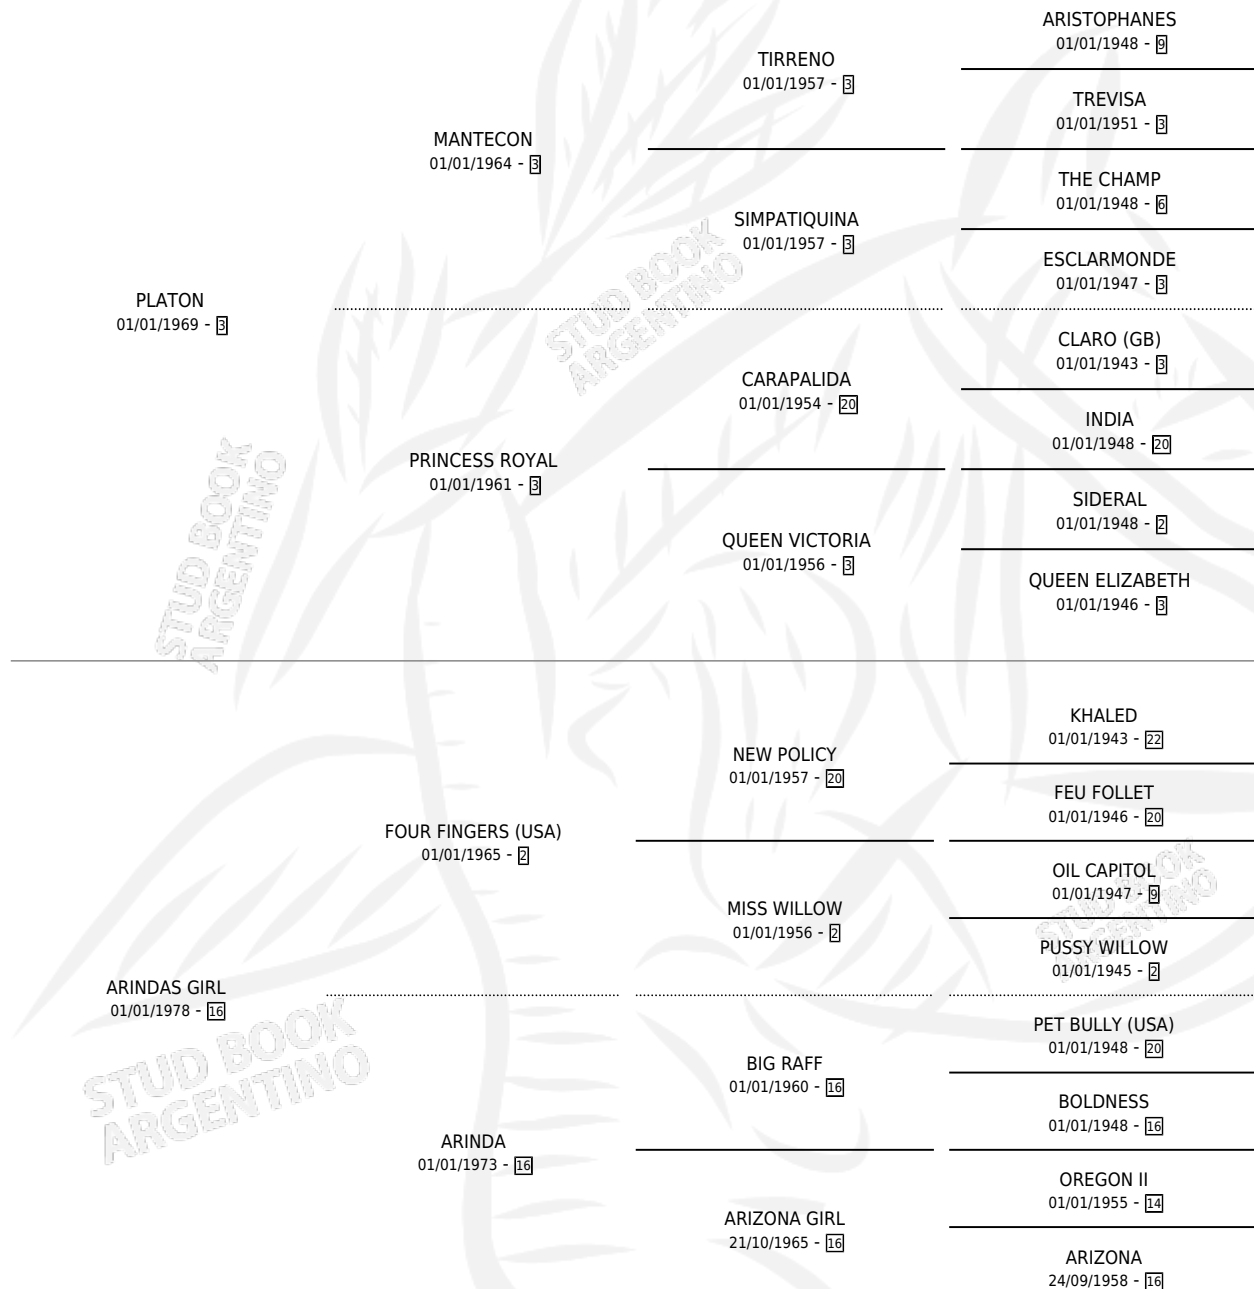 ARISTOPHANES
01/01/1948 - 9
TIRRENO
01/01/1957 - 3
TREVISA
01/01/1951 - 3
MANTECON
01/01/1964 - 3
THE CHAMP
01/01/1948 - 6
SIMPATIQUINA
01/01/1957 - 3
ESCLARMONDE
01/01/1947 - 3
PLATON
01/01/1969 - 3
CLARO (GB)
01/01/1943 - 3
CARAPALIDA
01/01/1954 - 20
INDIA
01/01/1948 - 20
PRINCESS ROYAL
01/01/1961 - 3
SIDERAL
01/01/1948 - 2
QUEEN VICTORIA
01/01/1956 - 3
QUEEN ELIZABETH
01/01/1946 - 3
KHALED
01/01/1943 - 22
NEW POLICY
01/01/1957 - 20
FEU FOLLET
01/01/1946 - 20
FOUR FINGERS (USA)
01/01/1965 - 2
OIL CAPITOL
01/01/1947 - 9
MISS WILLOW
01/01/1956 - 2
PUSSY WILLOW
01/01/1945 - 2
ARINDAS GIRL
01/01/1978 - 16
PET BULLY (USA)
01/01/1948 - 20
BIG RAFF
01/01/1960 - 16
BOLDNESS
01/01/1948 - 16
ARINDA
01/01/1973 - 16
OREGON II
01/01/1955 - 14
ARIZONA GIRL
21/10/1965 - 16
ARIZONA
24/09/1958 - 16
STUD BOOK
ARGENTINO
STUD BOOK
ARGENTINO
STUD BOOK
ARGENTINO
STUD BOOK
ARGENTINO